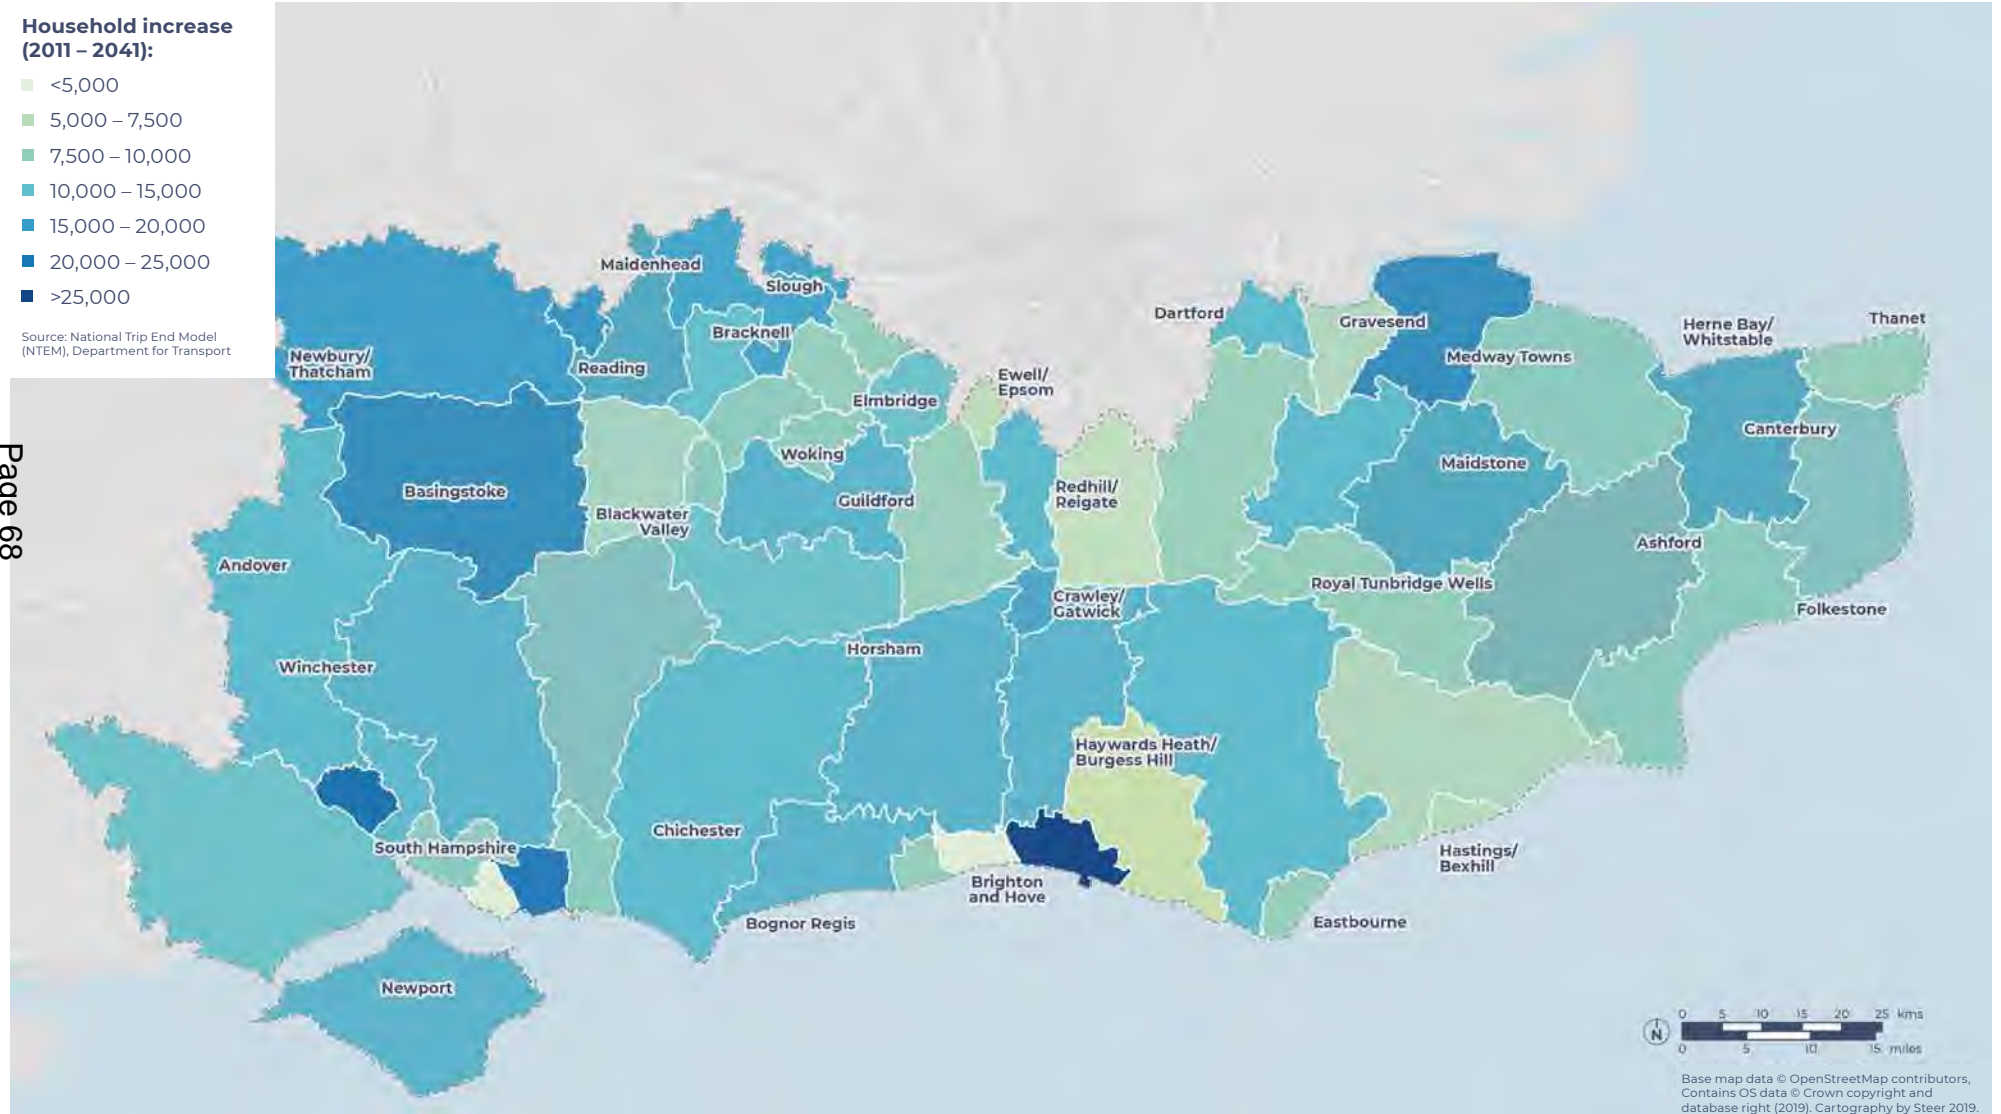 Household increase
(2011 – 2041):
<5,000
5,000 – 7,500
7,500 – 10,000
10,000 – 15,000
15,000 – 20,000
20,000 – 25,000
>25,000
Source: National Trip End Model
(NTEM), Department for Transport
Page 68
Maidenhead
Slough
Bracknell
Newbury/
Thatcham
Reading
Elmbridge
Ewell/
Epsom
Dartford
Gravesend
Medway Towns
Herne Bay/
Whitstable
Thanet
Canterbury
Basingstoke
Woking
Guildford
Blackwater
Valley
Redhill/
Reigate
Maidstone
Ashford
Andover
Crawley/
Gatwick
Royal Tunbridge Wells
Folkestone
Horsham
Winchester
Haywards Heath/
Burgess Hill
Chichester
South Hampshire
Brighton
and Hove
Hastings/
Bexhill
Bognor Regis
Eastbourne
Newport
N
0 5 10 15 20 25 kms
0 5 10 15 miles
Base map data © OpenStreetMap contributors,
Contains OS data © Crown copyright and
database right (2019). Cartography by Steer 2019.